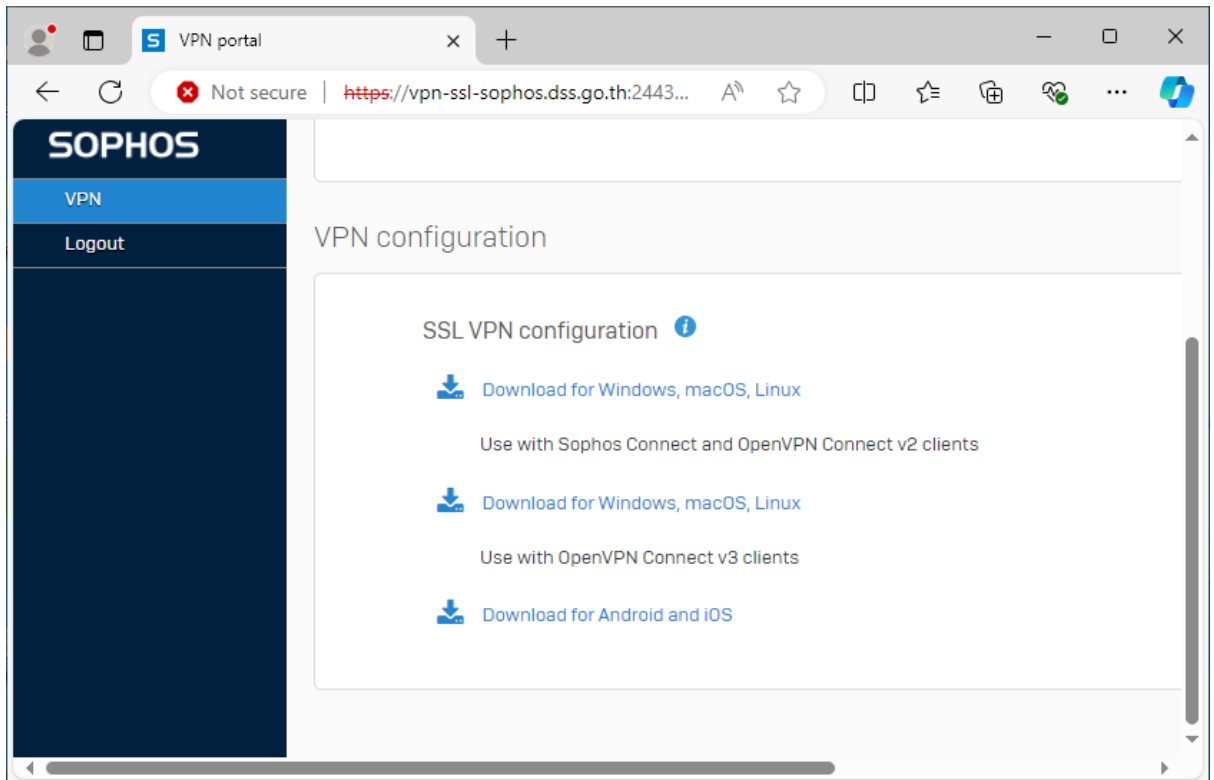 VPN portal
Not secure | https://vpn-ssl-sophos.dss.go.th:2443...
SOPHOS
VPN
Logout
VPN configuration
SSL VPN configuration
Download for Windows, macOS, Linux
Use with Sophos Connect and OpenVPN Connect v2 clients
Download for Windows, macOS, Linux
Use with OpenVPN Connect v3 clients
Download for Android and iOS